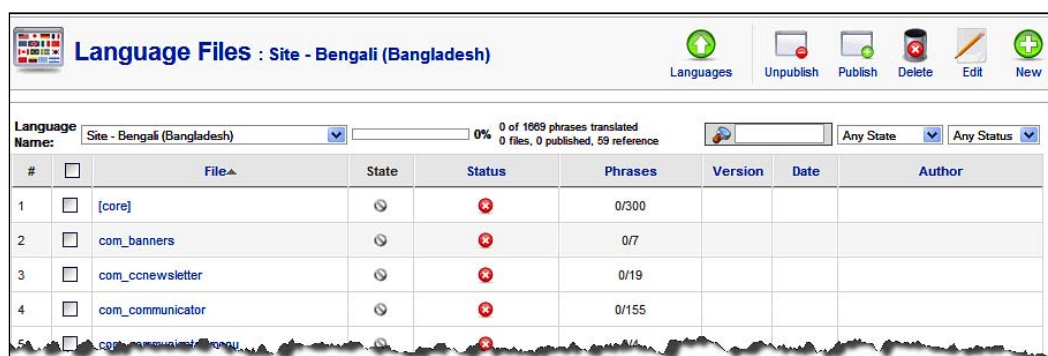 Language Files : Site - Bengali (Bangladesh)
Languages Unpublish Publish Delete Edit New
Language Name: Site - Bengali (Bangladesh) 0% 0 of 1669 phrases translated
0 files, 0 published, 59 reference
Any State Any Status
# File State Status Phrases Version Date Author
1 [core] 0/300
2 com_banners 0/7
3 com_ccnewsletter 0/19
4 com_communicator 0/155